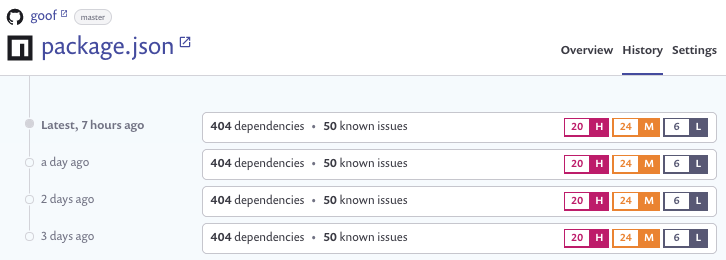 goof master
package.json
Overview History Settings
Latest, 7 hours ago 404 dependencies • 50 known issues 20 H 24 M 6 L
a day ago 404 dependencies • 50 known issues 20 H 24 M 6 L
2 days ago 404 dependencies • 50 known issues 20 H 24 M 6 L
3 days ago 404 dependencies • 50 known issues 20 H 24 M 6 L